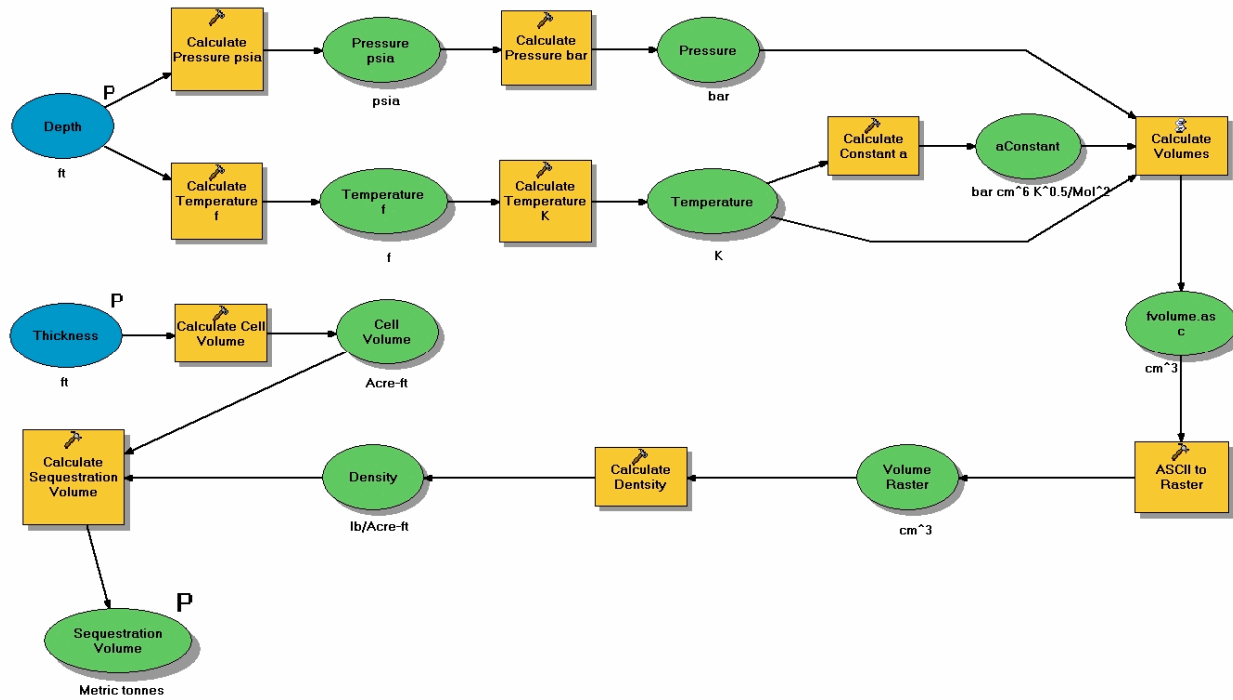 Calculate
Pressure psia
Pressure
psia
psia
Calculate
Pressure bar
Pressure
bar
P
Depth
ft
Calculate
Temperature
f
Temperature
f
f
Calculate
Temperature
K
Temperature
K
Calculate
Constant a
aConstant
bar cm^6 K^0.5/Mol^2
Calculate
Volumes
P
Thickness
ft
Calculate Cell
Volume
Cell
Volume
Acre-ft
fvolume.as
c
cm^3
Calculate
Sequestration
Volume
Density
lb/Acre-ft
Calculate
Dentsity
Volume
Raster
cm^3
ASCII to
Raster
P
Sequestration
Volume
Metric tonnes